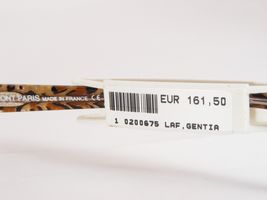 ONT PARIS MADE IN FRANCE CE
EUR 161,50
1 0200675 LAF.GENTIA